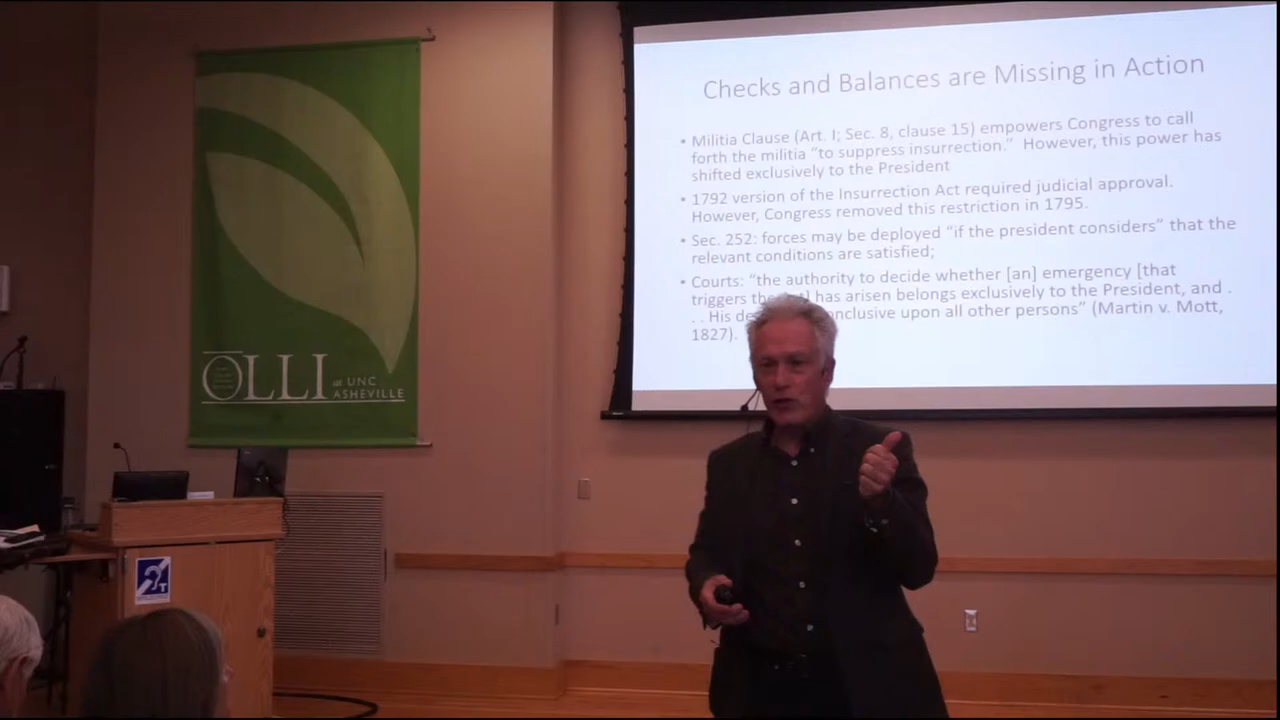 Checks and Balances are Missing in Action
• Militia Clause (Art. I; Sec. 8, clause 15) empowers Congress to call
forth the militia “to suppress insurrection.” However, this power has
shifted exclusively to the President
• 1792 version of the Insurrection Act required judicial approval.
However, Congress removed this restriction in 1795.
• Sec. 252: forces may be deployed “if the president considers” that the
relevant conditions are satisfied;
• Courts: “the authority to decide whether [an] emergency [that
triggers has arisen belongs exclusively to the President, and .
. . His upon all other persons” (Martin v. Mott,
1827).
OLLI at UNC
ASHEVILLE
T